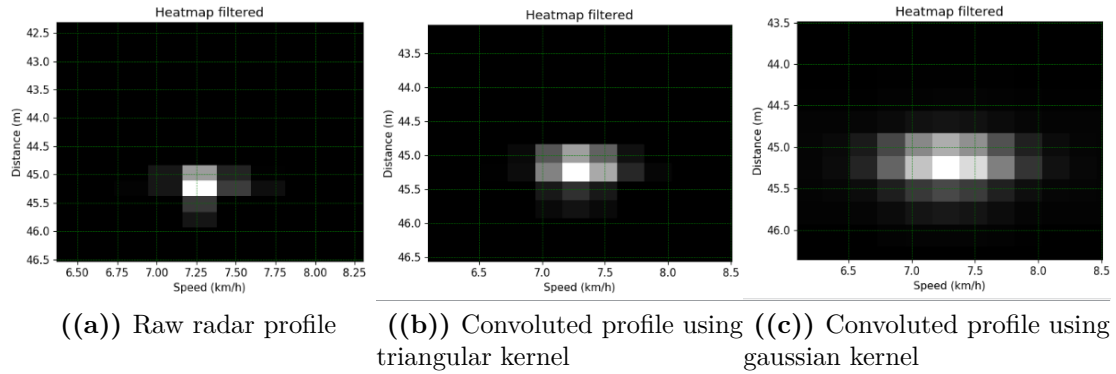 Heatmap filtered
42.5
43.0
43.5
44.0
44.5
45.0
45.5
46.0
46.5
Distance (m)
6.50 6.75 7.00 7.25 7.50 7.75 8.00 8.25
Speed (km/h)
Heatmap filtered
43.5
44.0
44.5
45.0
45.5
46.0
46.5
Distance (m)
6.5 7.0 7.5 8.0 8.5
Speed (km/h)
Heatmap filtered
43.5
44.0
44.5
45.0
45.5
46.0
Distance (m)
6.5 7.0 7.5 8.0 8.5
Speed (km/h)
((a)) Raw radar profile
((b)) Convoluted profile using
triangular kernel
((c)) Convoluted profile using
gaussian kernel